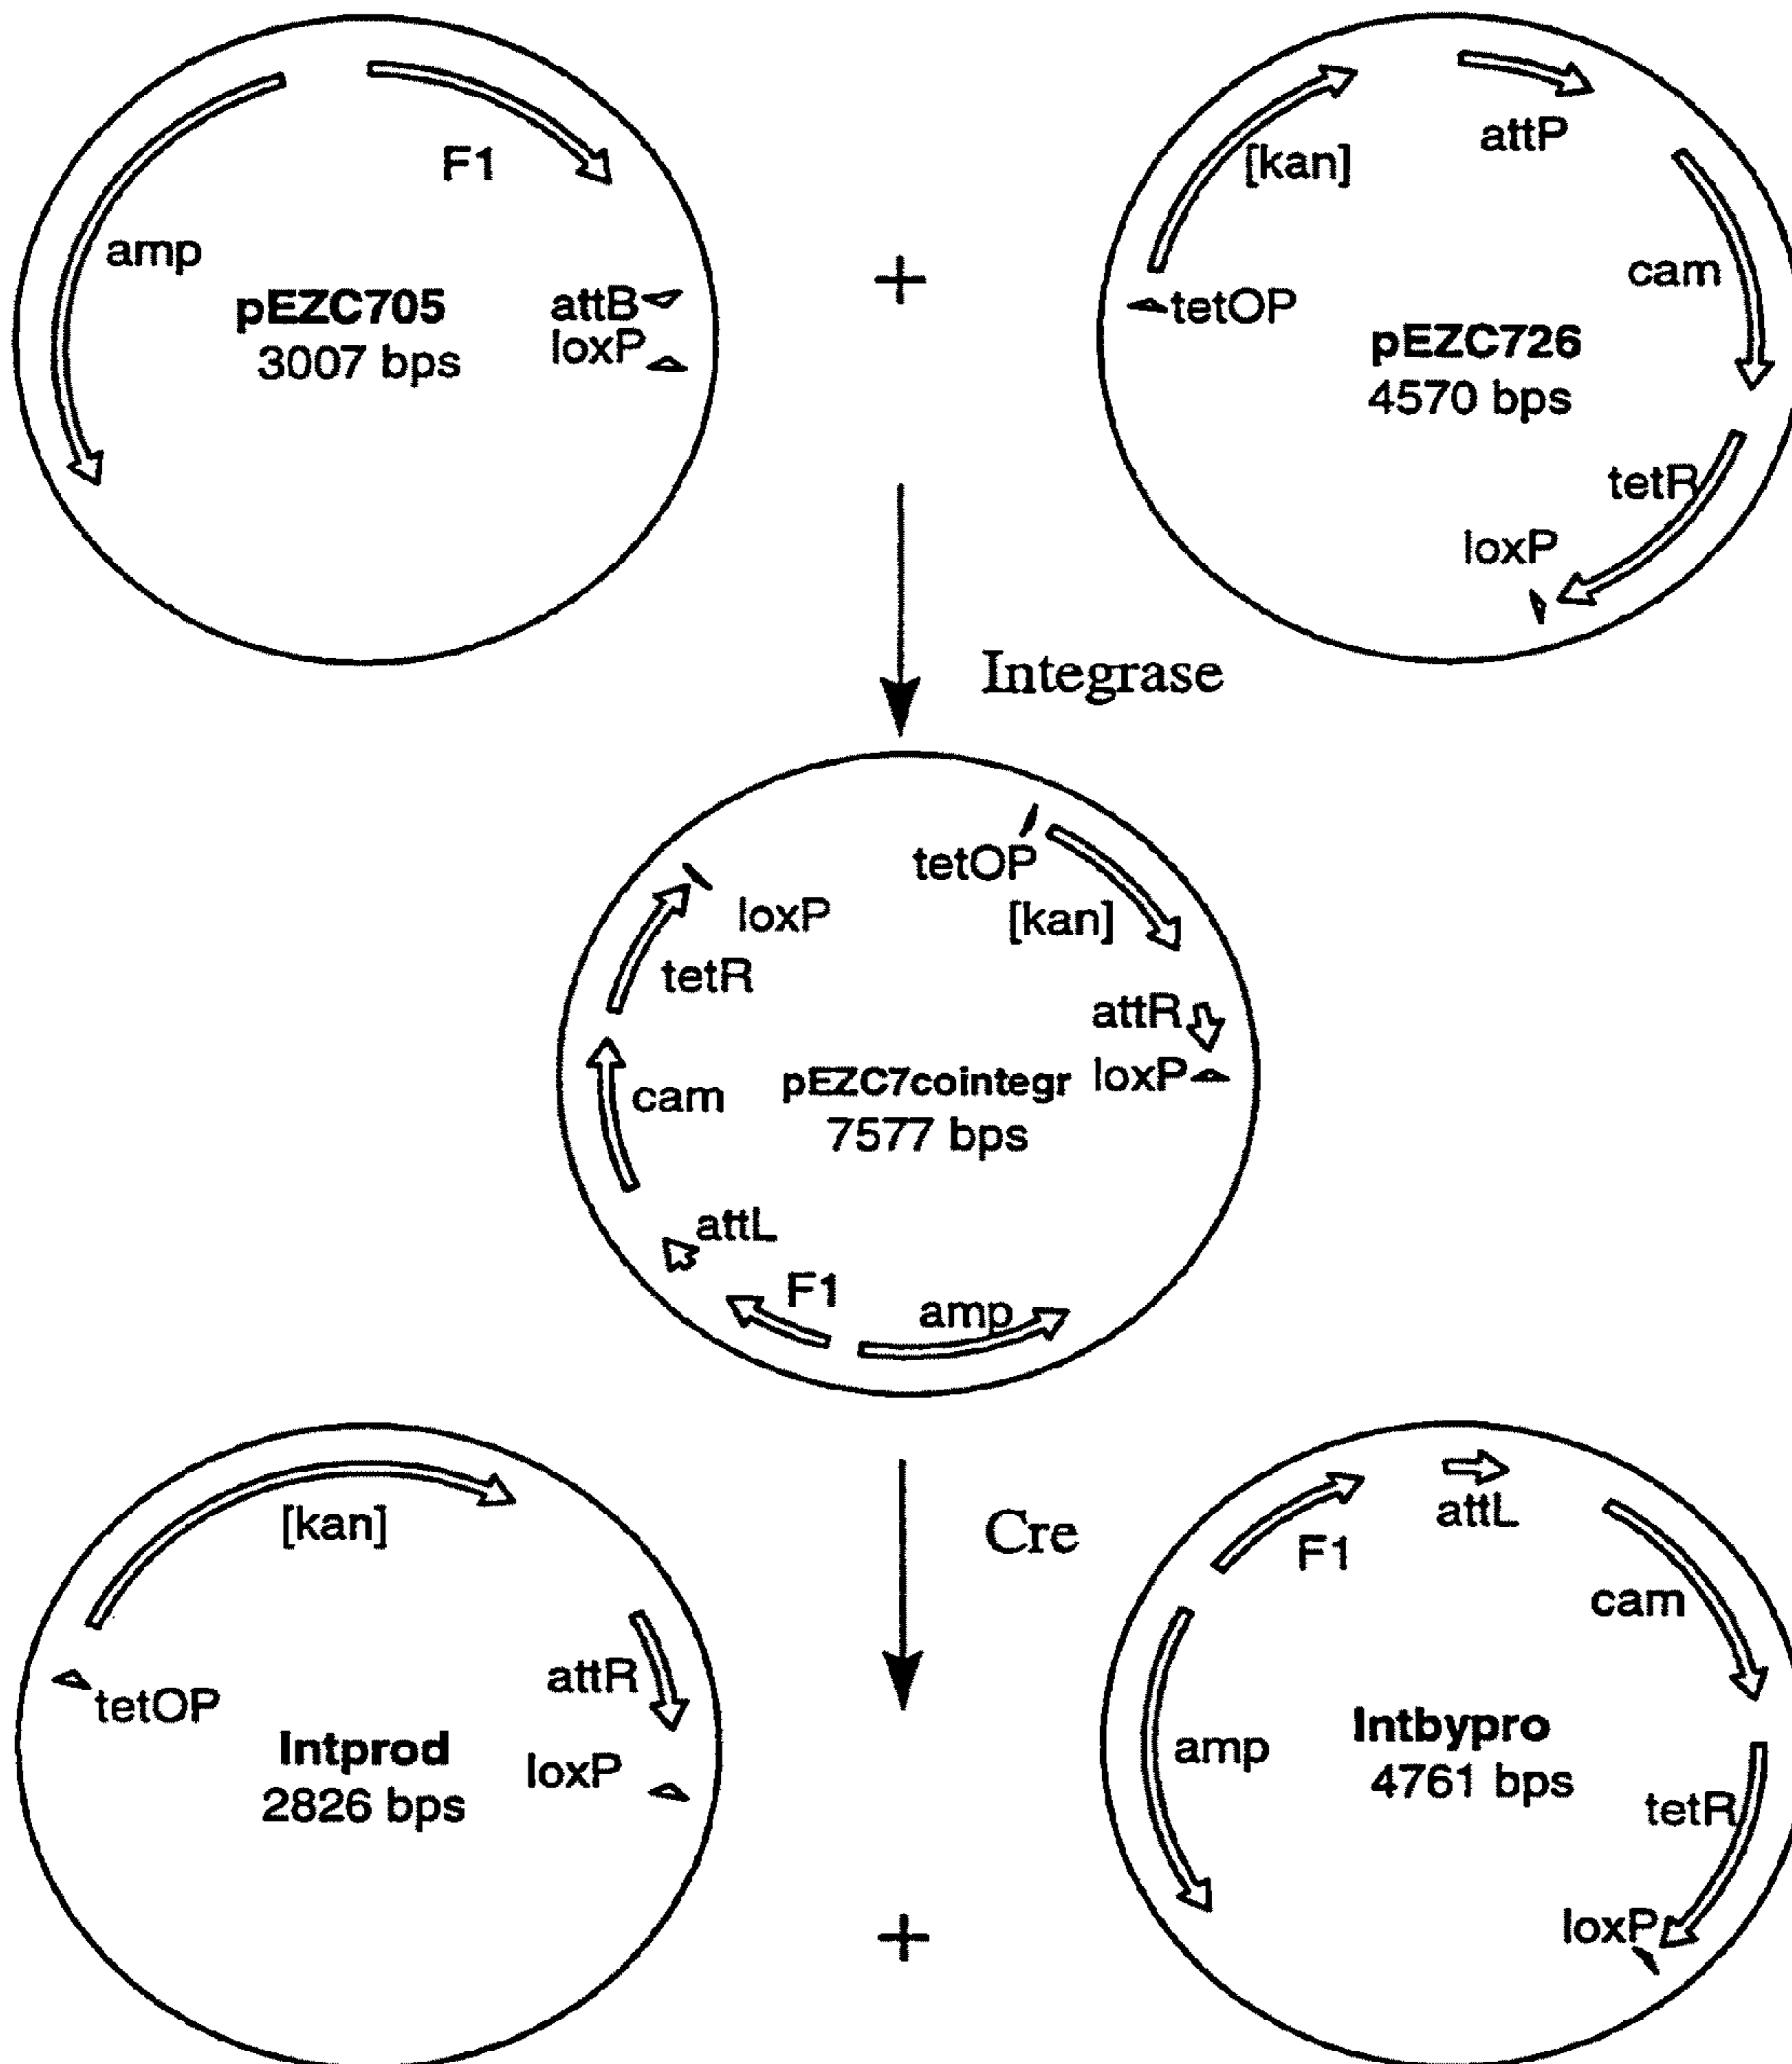 F1
amp
pEZC705
3007 bps
attB
loxP
+
[kan]
attP
cam
tetOP
pEZC726
4570 bps
tetR
loxP
Integrase
tetOP
[kan]
loxP
tetR
attR
loxP
cam
pEZC7cointegr
7577 bps
attL
F1
amp
Cre
[kan]
attR
tetOP
Intprod
2826 bps
loxP
+
attL
F1
cam
amp
Intbypro
4761 bps
tetR
loxP